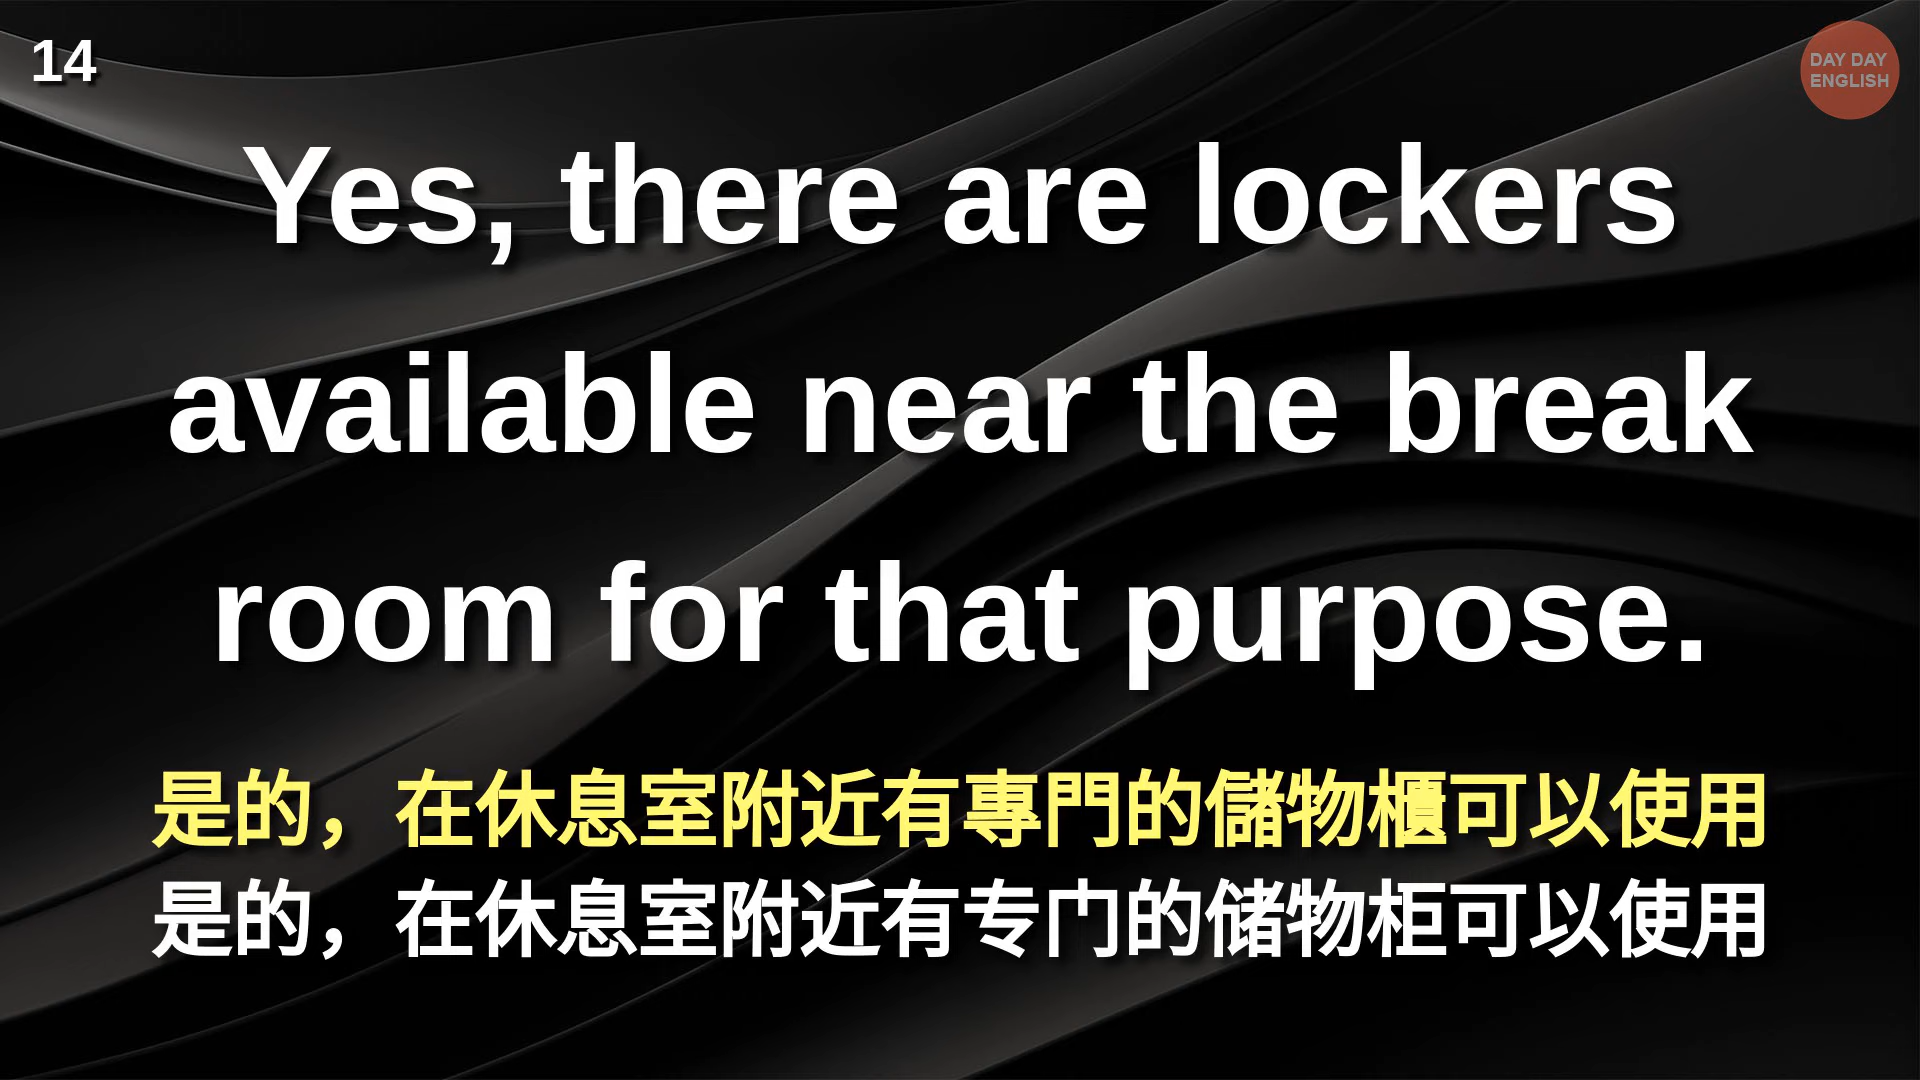 14
DAY DAY
ENGLISH
Yes, there are lockers
available near the break
room for that purpose.
是的，在休息室附近有專門的儲物櫃可以使用
是的，在休息室附近有专门的储物柜可以使用